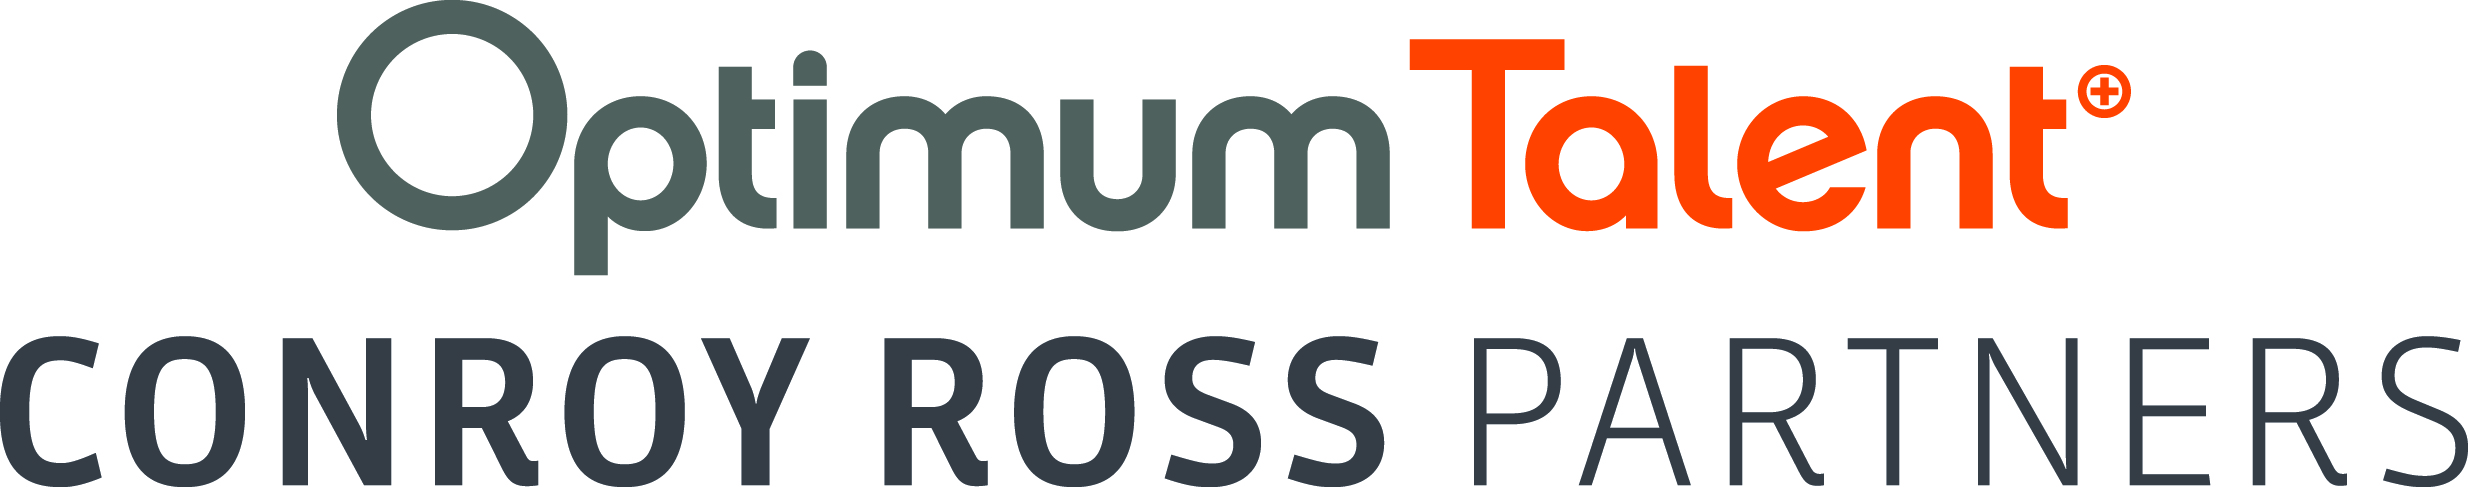 Optimum Talent
CONROY ROSS PARTNERS